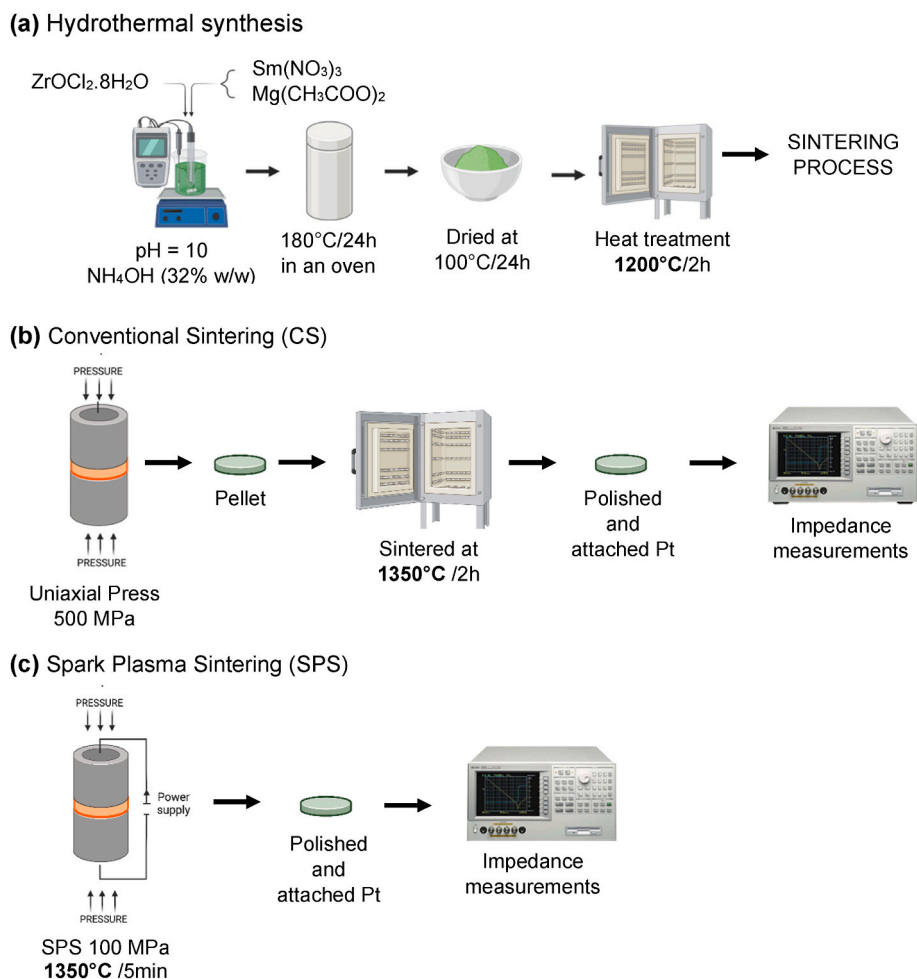 (a) Hydrothermal synthesis
ZrOCl₂.8H₂O
Sm(NO₃)₃
Mg(CH₃COO)₂
pH = 10
NH₄OH (32% w/w)
180°C/24h
in an oven
Dried at
100°C/24h
Heat treatment
1200°C/2h
SINTERING
PROCESS
(b) Conventional Sintering (CS)
PRESSURE
PRESSURE
Uniaxial Press
500 MPa
Pellet
Sintered at
1350°C /2h
Polished
and
attached Pt
Impedance
measurements
(c) Spark Plasma Sintering (SPS)
PRESSURE
Power
supply
PRESSURE
SPS 100 MPa
1350°C /5min
Polished
and
attached Pt
Impedance
measurements